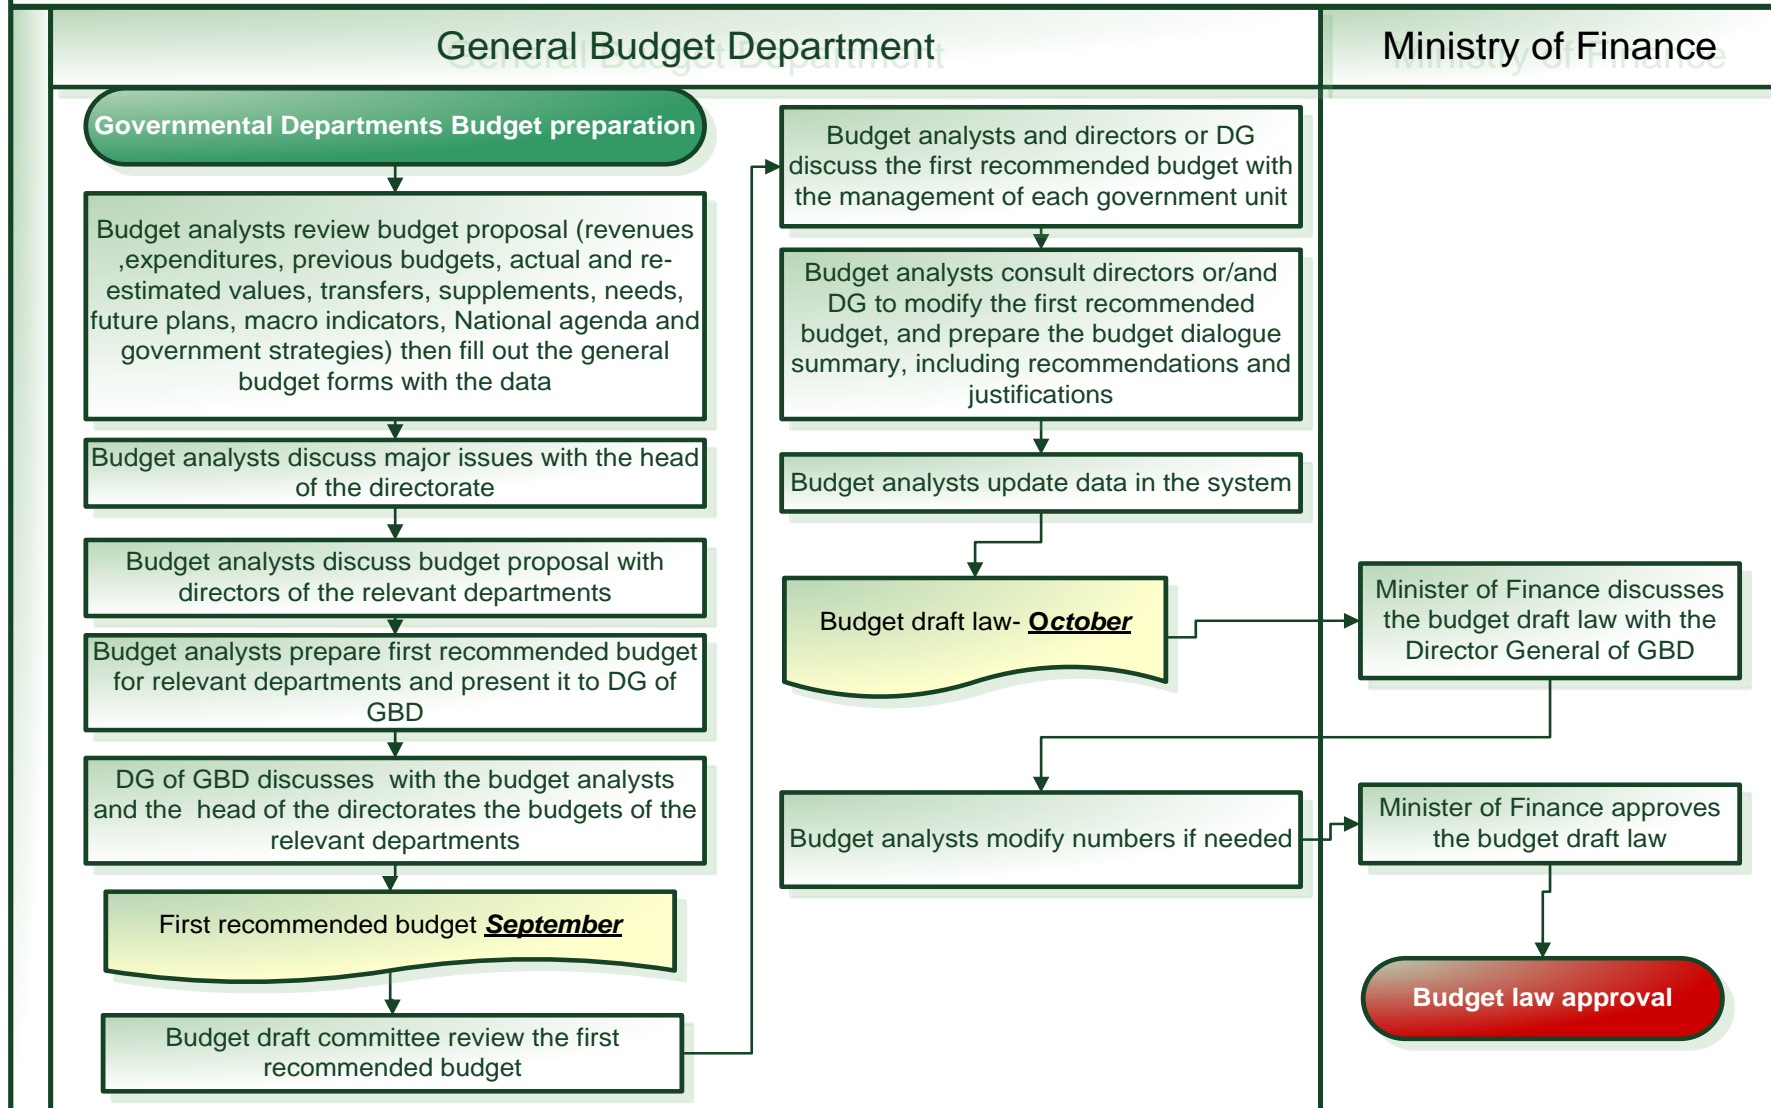 General Budget Department
Ministry of Finance
Governmental Departments Budget preparation
Budget analysts review budget proposal (revenues
,expenditures, previous budgets, actual and re-
estimated values, transfers, supplements, needs,
future plans, macro indicators, National agenda and
government strategies) then fill out the general
budget forms with the data
Budget analysts discuss major issues with the head
of the directorate
Budget analysts discuss budget proposal with
directors of the relevant departments
Budget analysts prepare first recommended budget
for relevant departments and present it to DG of
GBD
DG of GBD discusses  with the budget analysts
and the  head of the directorates the budgets of the
relevant departments
First recommended budget September
Budget draft committee review the first
recommended budget
Budget analysts and directors or DG
discuss the first recommended budget with
the management of each government unit
Budget analysts consult directors or/and
DG to modify the first recommended
budget, and prepare the budget dialogue
summary, including recommendations and
justifications
Budget analysts update data in the system
Budget draft law- October
Minister of Finance discusses
the budget draft law with the
Director General of GBD
Budget analysts modify numbers if needed
Minister of Finance approves
the budget draft law
Budget law approval